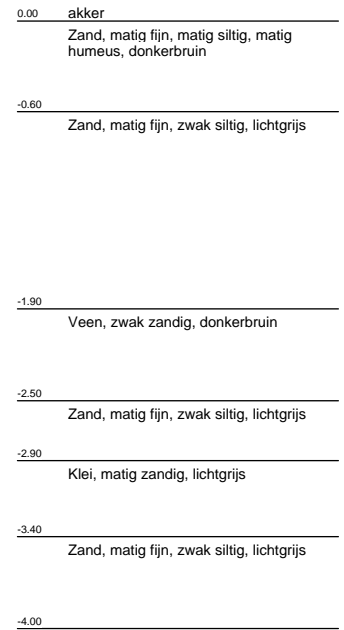 0.00 akker
Zand, matig fijn, matig siltig, matig
humeus, donkerbruin
-0.60
Zand, matig fijn, zwak siltig, lichtgrijs
-1.90
Veen, zwak zandig, donkerbruin
-2.50
Zand, matig fijn, zwak siltig, lichtgrijs
-2.90
Klei, matig zandig, lichtgrijs
-3.40
Zand, matig fijn, zwak siltig, lichtgrijs
-4.00